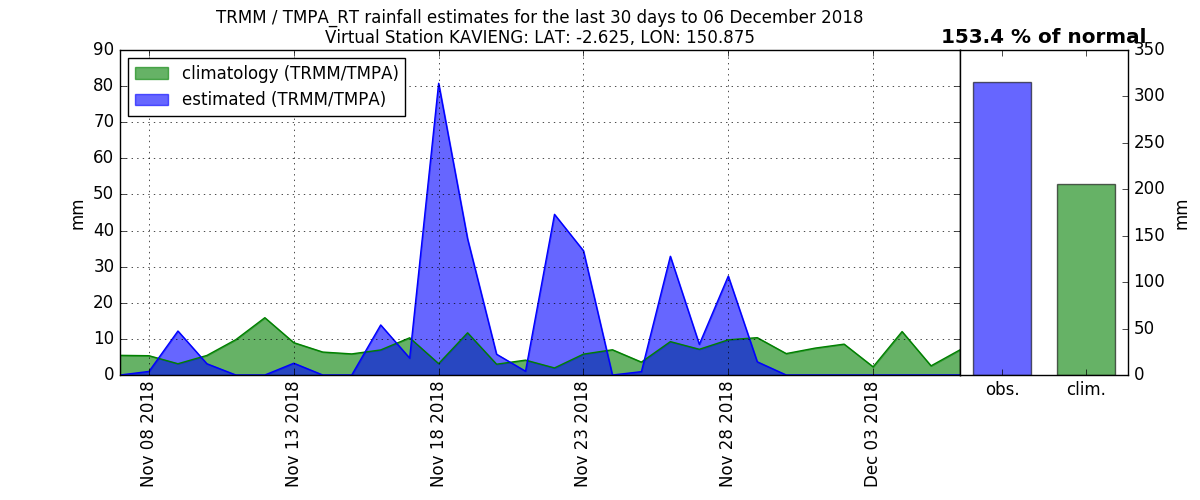 TRMM / TMPA_RT rainfall estimates for the last 30 days to 06 December 2018
Virtual Station KAVIENG: LAT: -2.625, LON: 150.875
153.4 % of normal
climatology (TRMM/TMPA)
estimated (TRMM/TMPA)
90
80
70
60
50
40
30
20
10
0
mm
Nov 08 2018
Nov 13 2018
Nov 18 2018
Nov 23 2018
Nov 28 2018
Dec 03 2018
obs.
clim.
350
300
250
200
150
100
50
0
mm